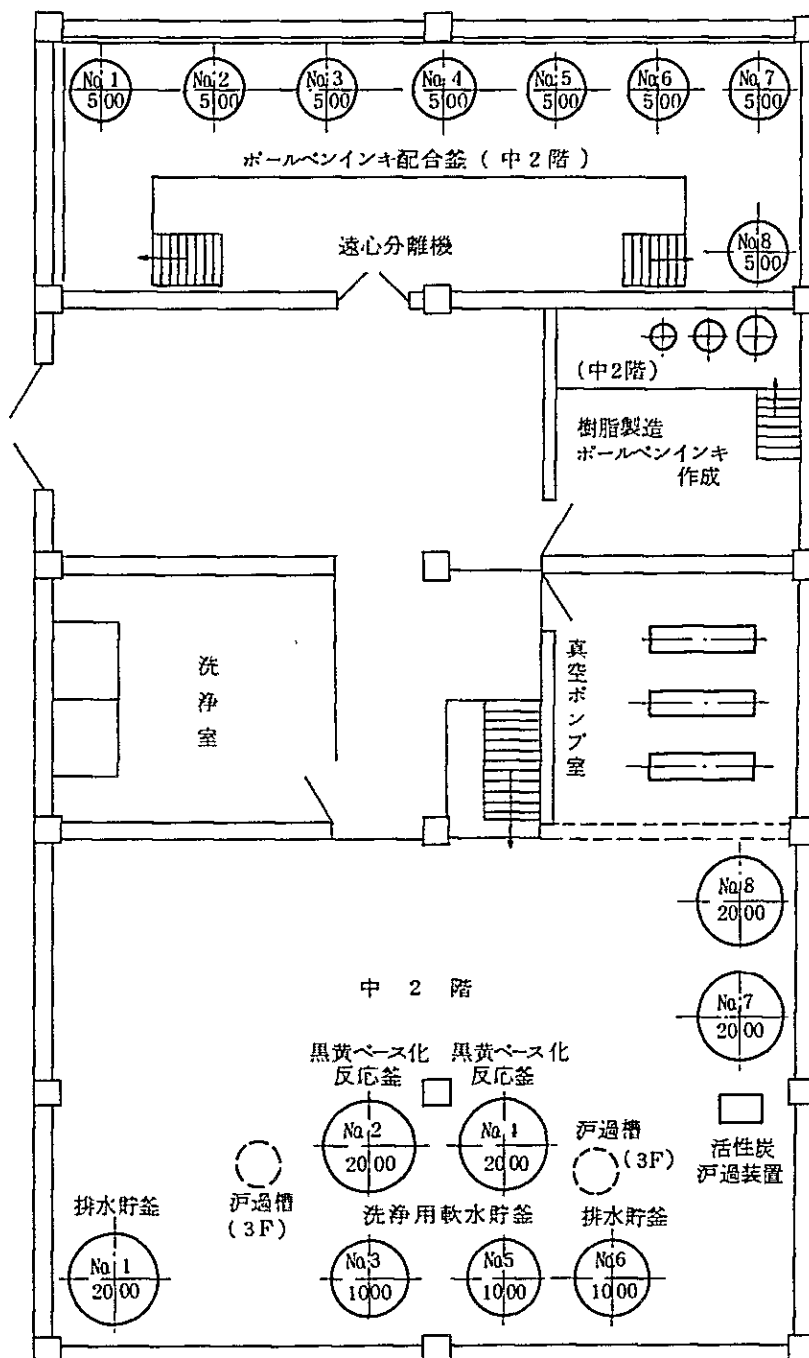 No.1 No.2 No.3 No.4 No.5 No.6 No.7
500 500 500 500 500 500 500
ボールペンインキ配合釜(中2階)
遠心分離機
No.8
500
(中2階)
樹脂製造
ボールペンインキ
作成
洗浄室
真空ポンプ室
No.8
2000
中2階
No.7
2000
黒黄ベース化 黒黄ベース化
反応釜 反応釜
No.2 No.4
2000 2000
沪過槽
(3F)
活性炭
沪過装置
沪過槽
(3F)
排水貯釜 洗浄用軟水貯釜 排水貯釜
No.1 No.3 No.5 No.6
2000 1000 1000 1000